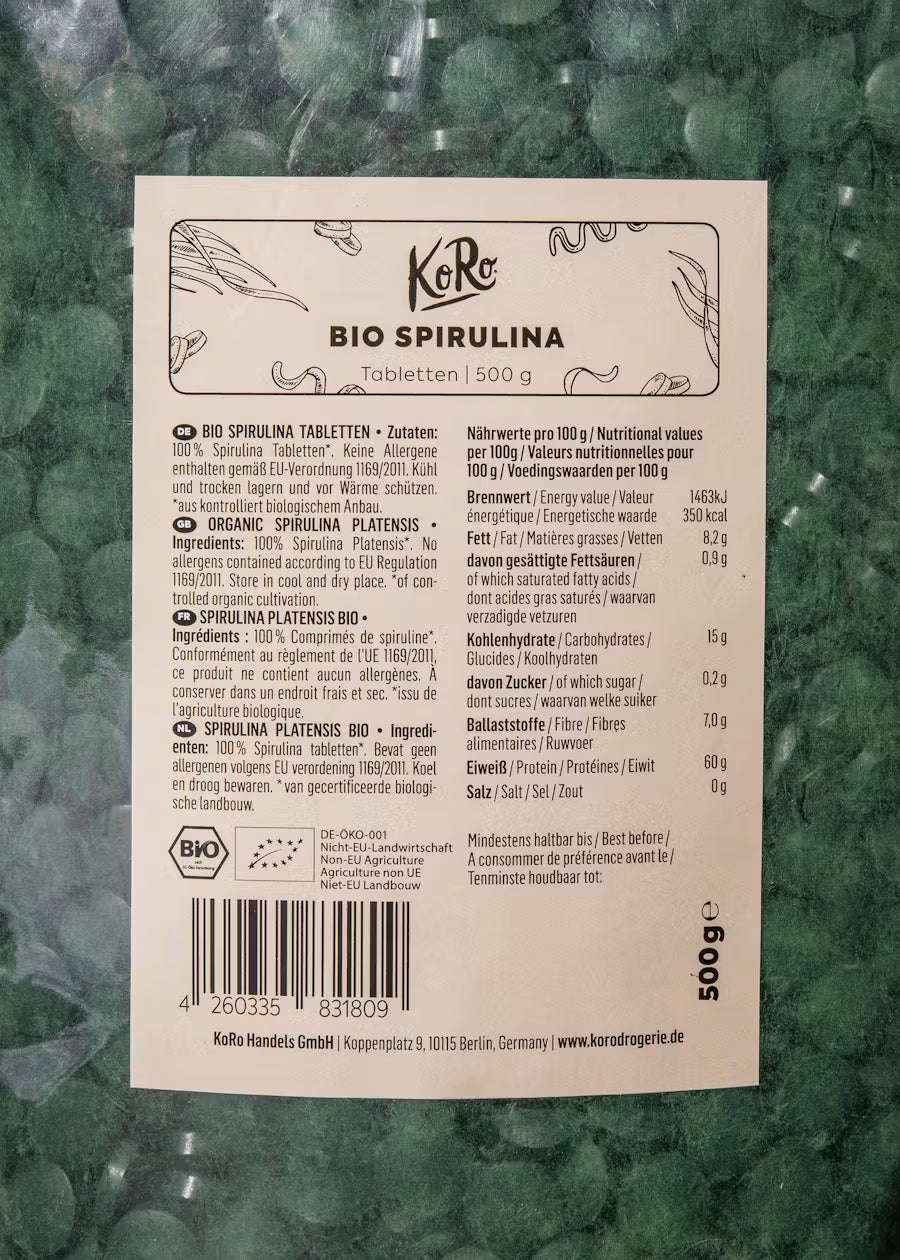 KoRo
BIO SPIRULINA
Tabletten | 500 g
DE BIO SPIRULINA TABLETTEN • Zutaten:
100 % Spirulina Tabletten*. Keine Allergene
enthalten gemäß EU-Verordnung 1169/2011. Kühl
und trocken lagern und vor Wärme schützen.
*aus kontrolliert biologischem Anbau.
GB ORGANIC SPIRULINA PLATENSIS •
Ingredients: 100% Spirulina Platensis*. No
allergens contained according to EU Regulation
1169/2011. Store in cool and dry place. *of con-
trolled organic cultivation.
FR SPIRULINA PLATENSIS BIO •
Ingrédients : 100 % Comprimés de spiruline*.
Conformément au règlement de l'UE 1169/2011,
ce produit ne contient aucun allergènes. À
conserver dans un endroit frais et sec. *issu de
l'agriculture biologique.
NL SPIRULINA PLATENSIS BIO • Ingredi-
enten: 100 % Spirulina tabletten*. Bevat geen
allergenen volgens EU verordening 1169/2011. Koel
en droog bewaren. *van gecertificeerde biologi-
sche landbouw.
Bio
nach
EG-Öko-Verordnung
DE-ÖKO-001
Nicht-EU-Landwirtschaft
Non-EU Agriculture
Agriculture non UE
Niet-EU Landbouw
4 260335 831809
Nährwerte pro 100 g / Nutritional values
per 100g / Valeurs nutritionnelles pour
100 g / Voedingswaarden per 100 g
Brennwert / Energy value / Valeur 1463kJ
énergétique / Energetische waarde 350 kcal
Fett / Fat / Matières grasses / Vetten 8,2 g
davon gesättigte Fettsäuren / 0,9 g
of which saturated fatty acids /
dont acides gras saturés / waarvan
verzadigde vetzuren
Kohlenhydrate / Carbohydrates / 15 g
Glucides / Koolhydraten
davon Zucker / of which sugar / 0,2 g
dont sucres / waarvan welke suiker
Ballaststoffe / Fibre / Fibres 7,0 g
alimentaires / Ruwvoer
Eiweiß / Protein / Protéines / Eiwit 60 g
Salz / Salt / Sel / Zout 0 g
Mindestens haltbar bis / Best before /
A consommer de préférence avant le /
Tenminste houdbaar tot:
500g e
KoRo Handels GmbH | Koppenplatz 9, 10115 Berlin, Germany | www.korodrogerie.de